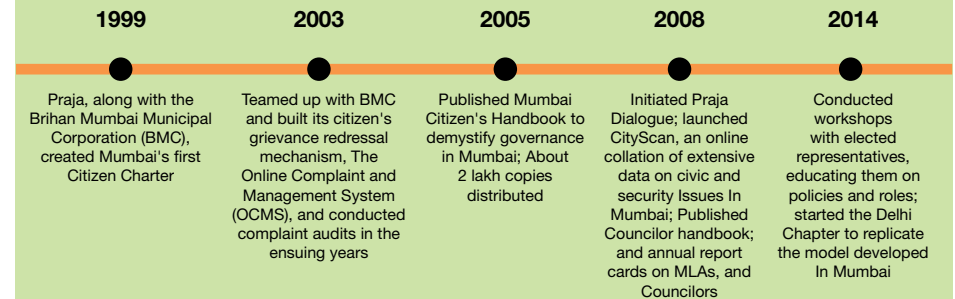 1999
Praja, along with the
Brihan Mumbai Municipal
Corporation (BMC),
created Mumbai's first
Citizen Charter
2003
Teamed up with BMC
and built its citizen's
grievance redressal
mechanism, The
Online Complaint and
Management System
(OCMS), and conducted
complaint audits in the
ensuing years
2005
Published Mumbai
Citizen's Handbook to
demystify governance
in Mumbai; About
2 lakh copies
distributed
2008
Initiated Praja
Dialogue; launched
CityScan, an online
collation of extensive
data on civic and
security Issues In
Mumbai; Published
Councilor handbook;
and annual report
cards on MLAs, and
Councilors
2014
Conducted
workshops
with elected
representatives,
educating them on
policies and roles;
started the Delhi
Chapter to replicate
the model developed
In Mumbai